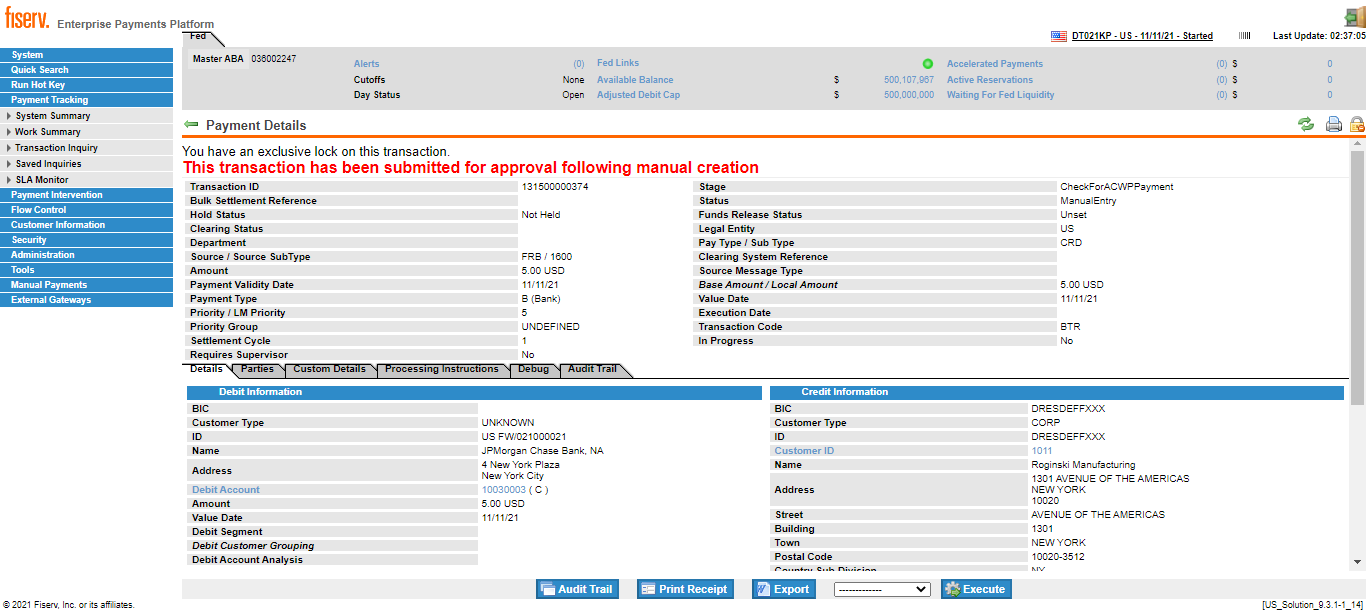 fiserv. Enterprise Payments Platform
DT021KP - US - 11/11/21 - Started Last Update: 02:37:05
Fed
Master ABA 036002247
Alerts (0) Fed Links Accelerated Payments (0) $ 0
Cutoffs None Available Balance $ 500,107,967 Active Reservations (0) $ 0
Day Status Open Adjusted Debit Cap $ 500,000,000 Waiting For Fed Liquidity (0) $ 0
System
Quick Search
Run Hot Key
Payment Tracking
System Summary
Work Summary
Transaction Inquiry
Saved Inquiries
SLA Monitor
Payment Intervention
Flow Control
Customer Information
Security
Administration
Tools
Manual Payments
External Gateways
Payment Details
You have an exclusive lock on this transaction.
This transaction has been submitted for approval following manual creation
Transaction ID 131500000374 Stage CheckForACWPPayment
Bulk Settlement Reference Status ManualEntry
Hold Status Not Held Funds Release Status Unset
Clearing Status Legal Entity US
Department Pay Type / Sub Type CRD
Source / Source SubType FRB / 1600 Clearing System Reference
Amount 5.00 USD Source Message Type
Payment Validity Date 11/11/21 Base Amount / Local Amount 5.00 USD
Payment Type B (Bank) Value Date 11/11/21
Priority / LM Priority 5 Execution Date
Priority Group UNDEFINED Transaction Code BTR
Settlement Cycle 1 In Progress No
Requires Supervisor No
Details Parties Custom Details Processing Instructions Debug Audit Trail
Debit Information
BIC
Customer Type UNKNOWN
ID US FW/021000021
Name JPMorgan Chase Bank, NA
Address 4 New York Plaza
New York City
Debit Account 10030003 ( C )
Amount 5.00 USD
Value Date 11/11/21
Debit Segment
Debit Customer Grouping
Debit Account Analysis
Credit Information
BIC DRESDEFFXXX
Customer Type CORP
ID DRESDEFFXXX
Customer ID 1011
Name Roginski Manufacturing
Address 1301 AVENUE OF THE AMERICAS
NEW YORK
10020
Street AVENUE OF THE AMERICAS
Building 1301
Town NEW YORK
Postal Code 10020-3512
Country Sub Division NY
Audit Trail Print Receipt Export ------------- Execute
© 2021 Fiserv, Inc. or its affiliates. [US_Solution_9.3.1-1_14]